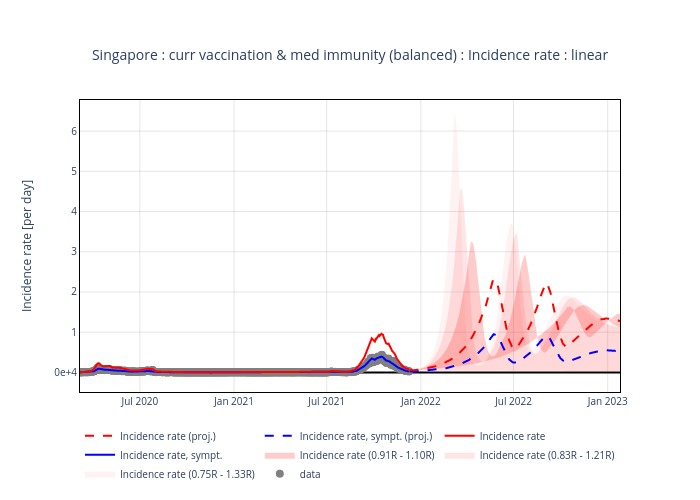 Singapore : curr vaccination & med immunity (balanced) : Incidence rate : linear
Incidence rate [per day]
6
5
4
3
2
1
0e+4
Jul 2020
Jan 2021
Jul 2021
Jan 2022
Jul 2022
Jan 2023
Incidence rate (proj.)
Incidence rate, sympt. (proj.)
Incidence rate
Incidence rate, sympt.
Incidence rate (0.91R - 1.10R)
Incidence rate (0.83R - 1.21R)
Incidence rate (0.75R - 1.33R)
data